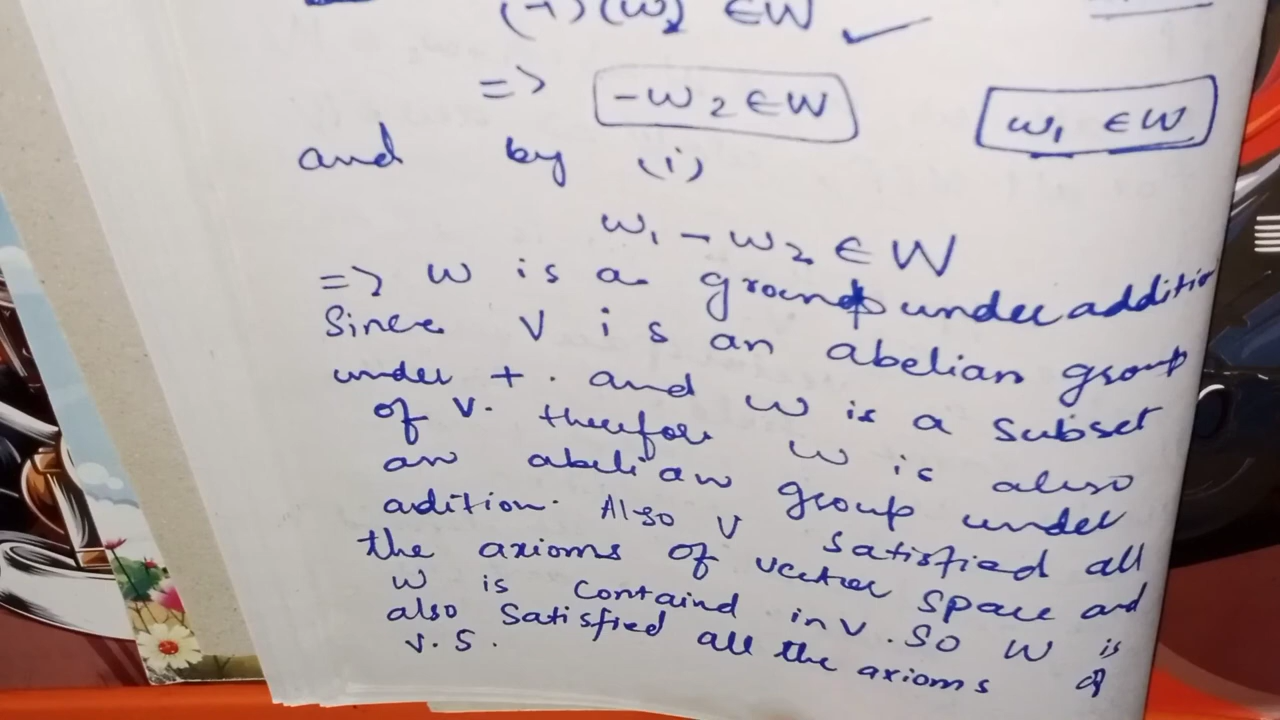 (-1)(w2) ∈W ✓
=> -w2 ∈W w1 ∈W
and by (i)
w1 - w2 ∈ W
=> W is a group under additio
Since V is an abelian group
under +. and W is a subset
of V. therefore W is also
an abelian group under
adition. Also V satisfied all
the axioms of vector space and
W is containd in V. So W is
also satisfied all the axioms of
V.S.